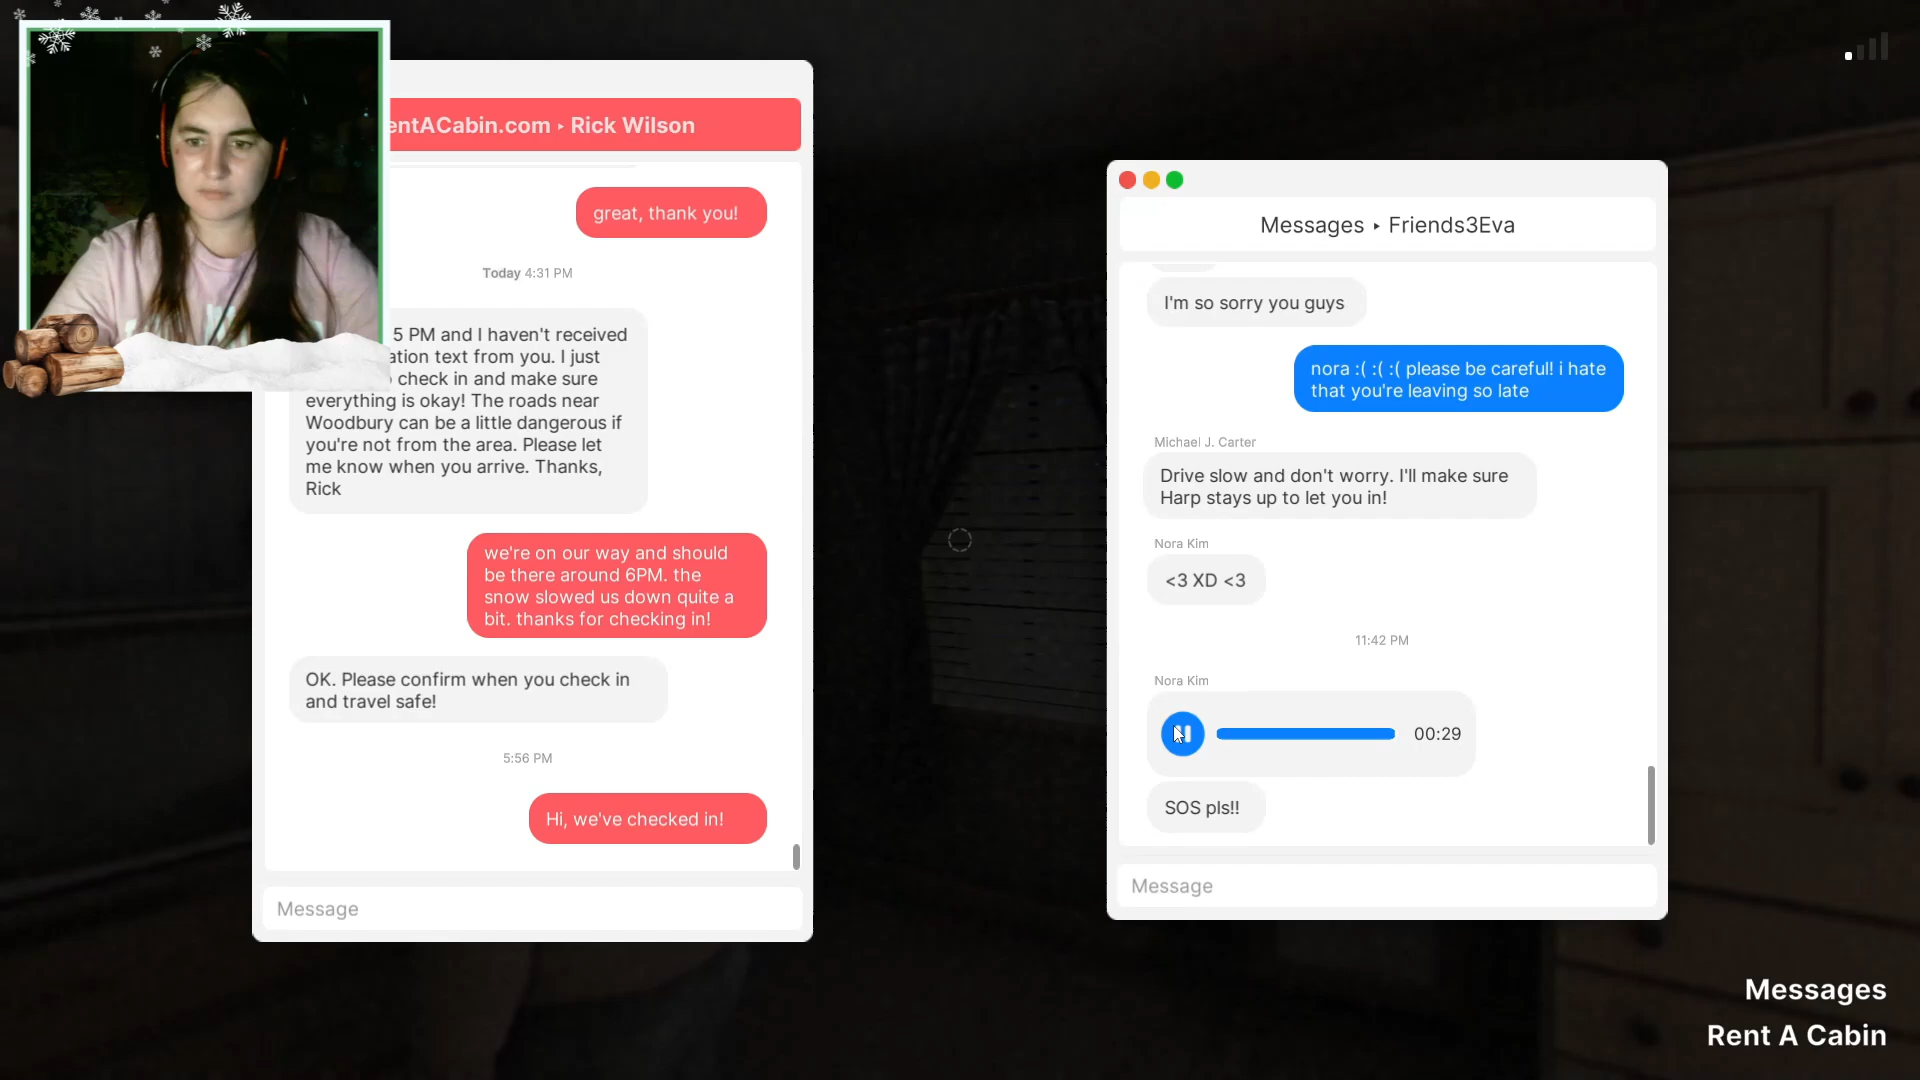 entACabin.com ▸ Rick Wilson
great, thank you!
Today 4:31 PM
5 PM and I haven't received
ation text from you. I just
check in and make sure
everything is okay! The roads near
Woodbury can be a little dangerous if
you're not from the area. Please let
me know when you arrive. Thanks,
Rick
we're on our way and should
be there around 6PM. the
snow slowed us down quite a
bit. thanks for checking in!
OK. Please confirm when you check in
and travel safe!
5:56 PM
Hi, we've checked in!
Message
Messages ▸ Friends3Eva
I'm so sorry you guys
nora :( :( :( please be careful! i hate
that you're leaving so late
Michael J. Carter
Drive slow and don't worry. I'll make sure
Harp stays up to let you in!
Nora Kim
<3 XD <3
11:42 PM
Nora Kim
00:29
SOS pls!!
Message
Messages
Rent A Cabin